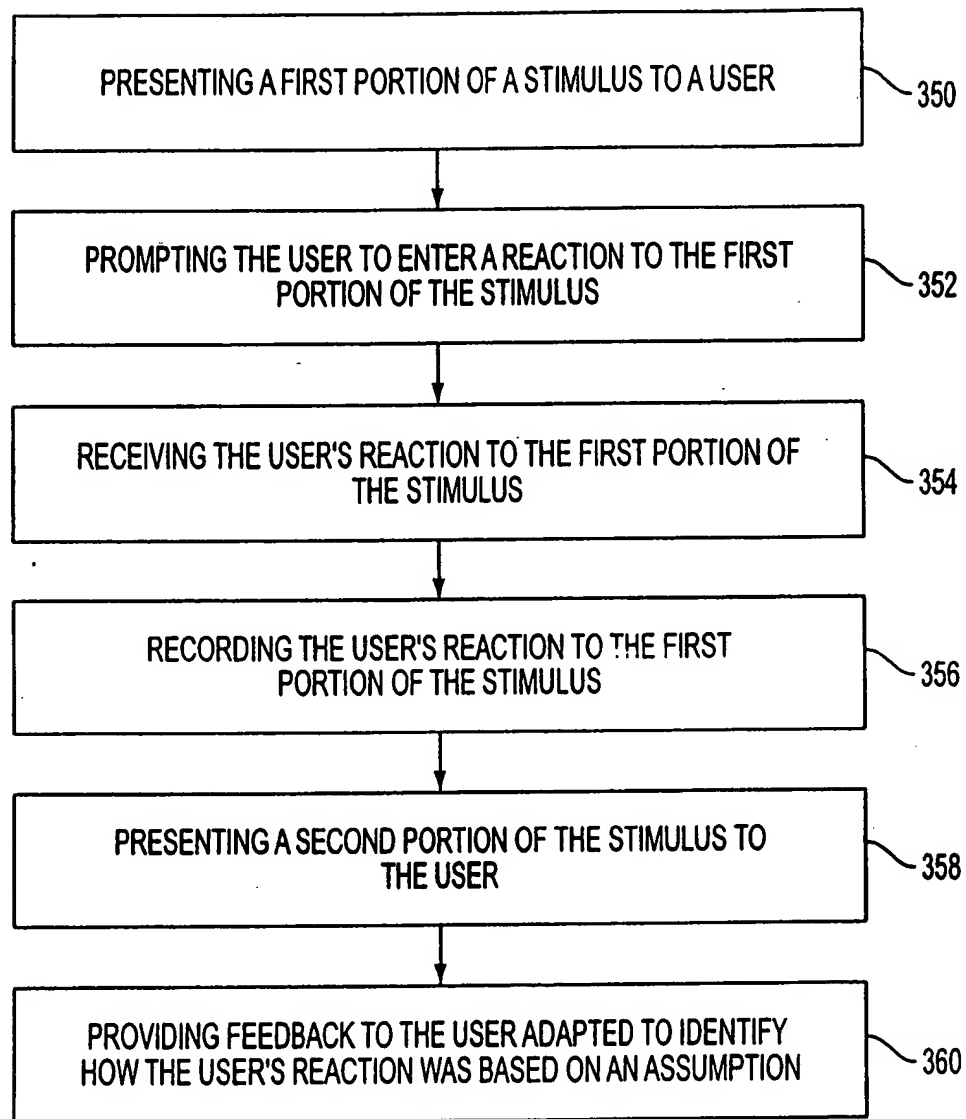 PRESENTING A FIRST PORTION OF A STIMULUS TO A USER
350
PROMPTING THE USER TO ENTER A REACTION TO THE FIRST
PORTION OF THE STIMULUS
352
RECEIVING THE USER'S REACTION TO THE FIRST PORTION OF
THE STIMULUS
354
RECORDING THE USER'S REACTION TO THE FIRST
PORTION OF THE STIMULUS
356
PRESENTING A SECOND PORTION OF THE STIMULUS TO
THE USER
358
PROVIDING FEEDBACK TO THE USER ADAPTED TO IDENTIFY
HOW THE USER'S REACTION WAS BASED ON AN ASSUMPTION
360